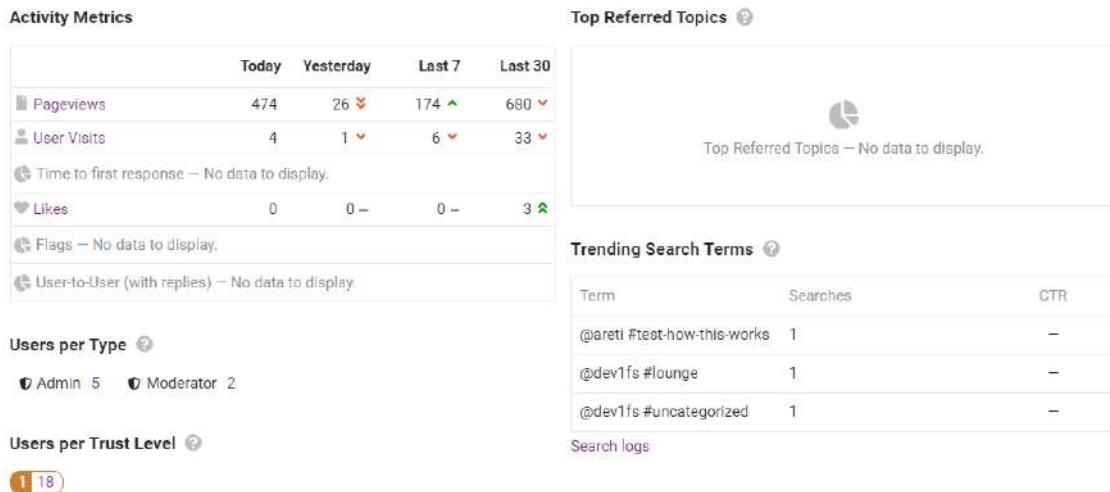 Activity Metrics
Today Yesterday Last 7 Last 30
Pageviews 474 26 174 680
User Visits 4 1 6 33
Time to first response — No data to display.
Likes 0 0 – 0 – 3
Flags — No data to display.
User-to-User (with replies) — No data to display.
Users per Type
Admin 5 Moderator 2
Users per Trust Level
1 18
Top Referred Topics
Top Referred Topics — No data to display.
Trending Search Terms
Term Searches CTR
@areti #test-how-this-works 1 —
@dev1fs #lounge 1 —
@dev1fs #uncategorized 1 —
Search logs